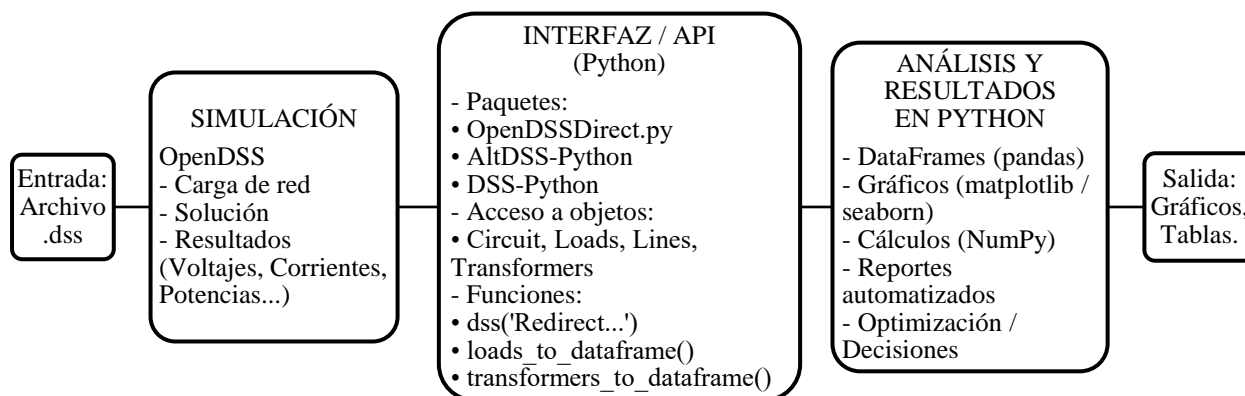 Entrada:
Archivo
.dss
SIMULACIÓN
OpenDSS
- Carga de red
- Solución
- Resultados
(Voltajes, Corrientes,
Potencias...)
INTERFAZ / API
(Python)
- Paquetes:
• OpenDSSDirect.py
• AltDSS-Python
• DSS-Python
- Acceso a objetos:
• Circuit, Loads, Lines,
Transformers
- Funciones:
• dss('Redirect...')
• loads_to_dataframe()
• transformers_to_dataframe()
ANÁLISIS Y
RESULTADOS
EN PYTHON
- DataFrames (pandas)
- Gráficos (matplotlib /
seaborn)
- Cálculos (NumPy)
- Reportes
automatizados
- Optimización /
Decisiones
Salida:
Gráficos,
Tablas.